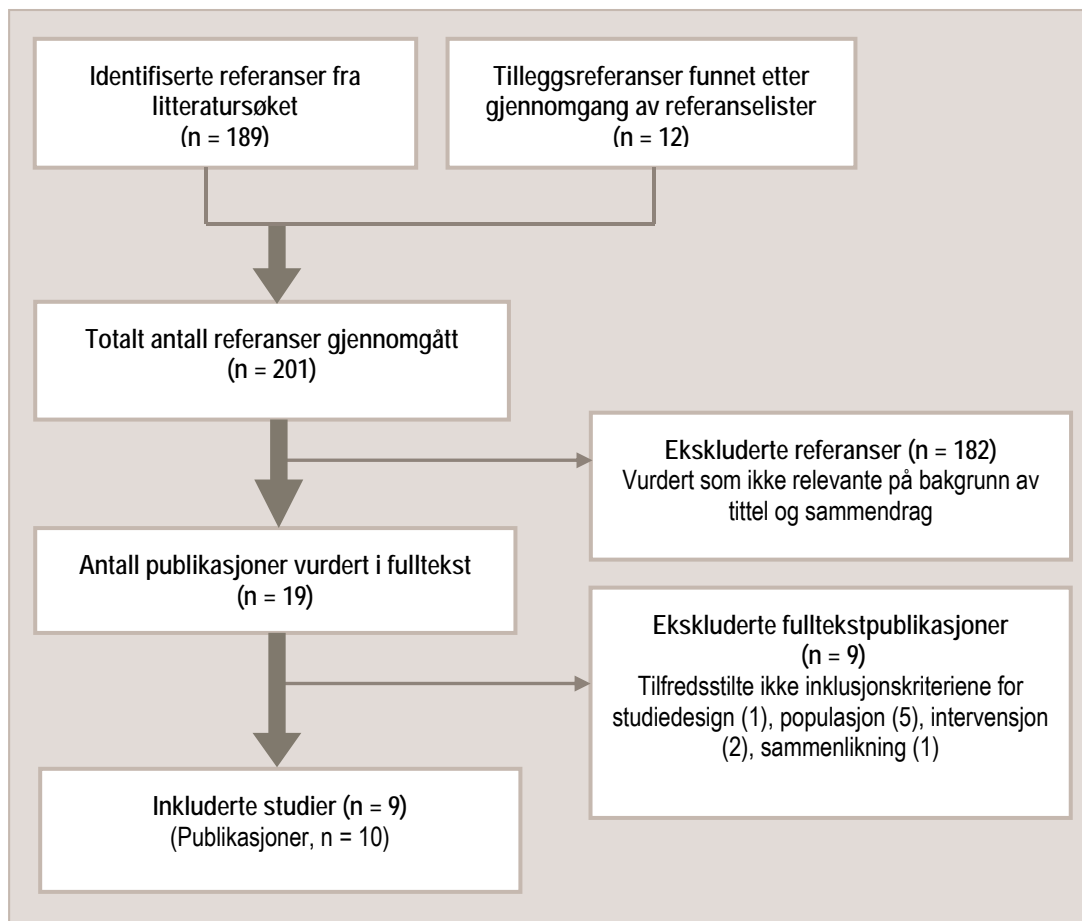 Identifiserte referanser fra
litteratursøket
(n = 189)
Tilleggsreferanser funnet etter
gjennomgang av referanselister
(n = 12)
Totalt antall referanser gjennomgått
(n = 201)
Ekskluderte referanser (n = 182)
Vurdert som ikke relevante på bakgrunn av
tittel og sammendrag
Antall publikasjoner vurdert i fulltekst
(n = 19)
Ekskluderte fulltekstpublikasjoner
(n = 9)
Tilfredsstilte ikke inklusjonskriteriene for
studiedesign (1), populasjon (5), intervensjon
(2), sammenlikning (1)
Inkluderte studier (n = 9)
(Publikasjoner, n = 10)